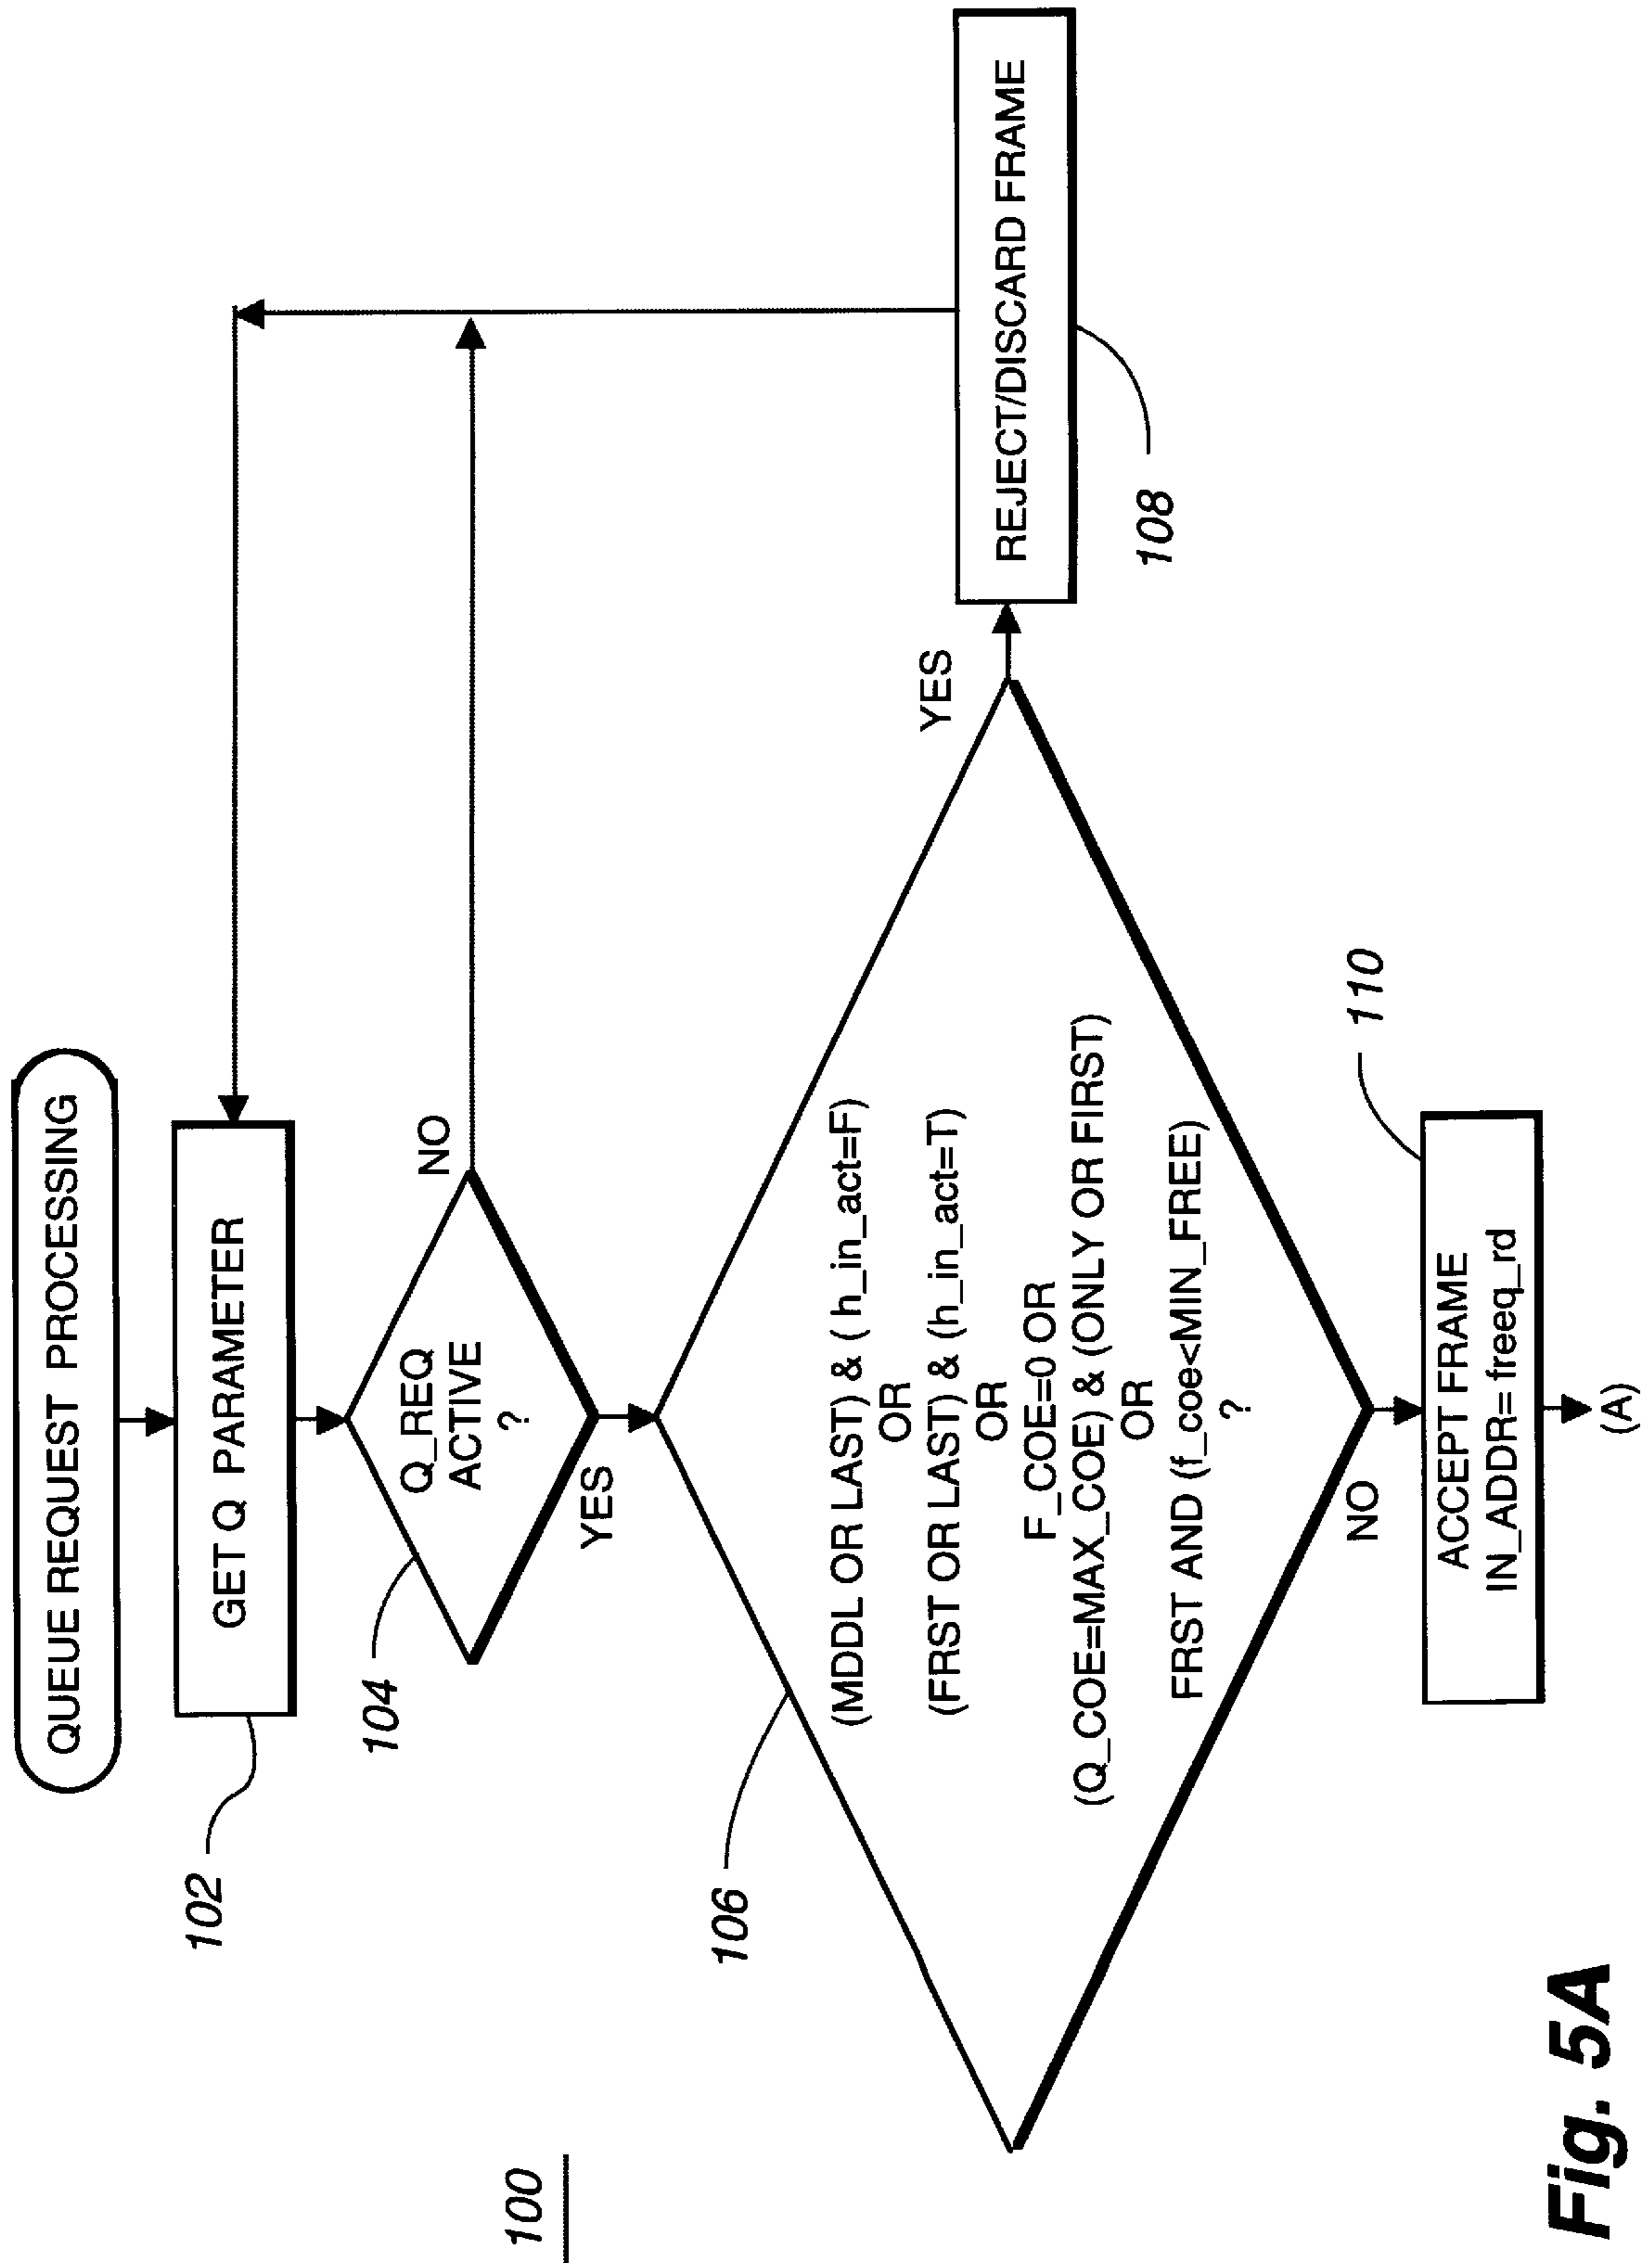 QUEUE REQUEST PROCESSING
102
GET Q PARAMETER
104
Q_REQ
ACTIVE
?
NO
YES
100
106
(MDDL OR LAST) & ( h_in_act=F)
OR
(FRST OR LAST) & (h_in_act=T)
OR
F_COE=0 OR
(Q_COE=MAX_COE) & (ONLY OR FIRST)
OR
FRST AND (f_coe<MIN_FREE)
?
YES
REJECT/DISCARD FRAME
108
NO
110
ACCEPT FRAME
IN_ADDR= freeq_rd
(A)
Fig. 5A